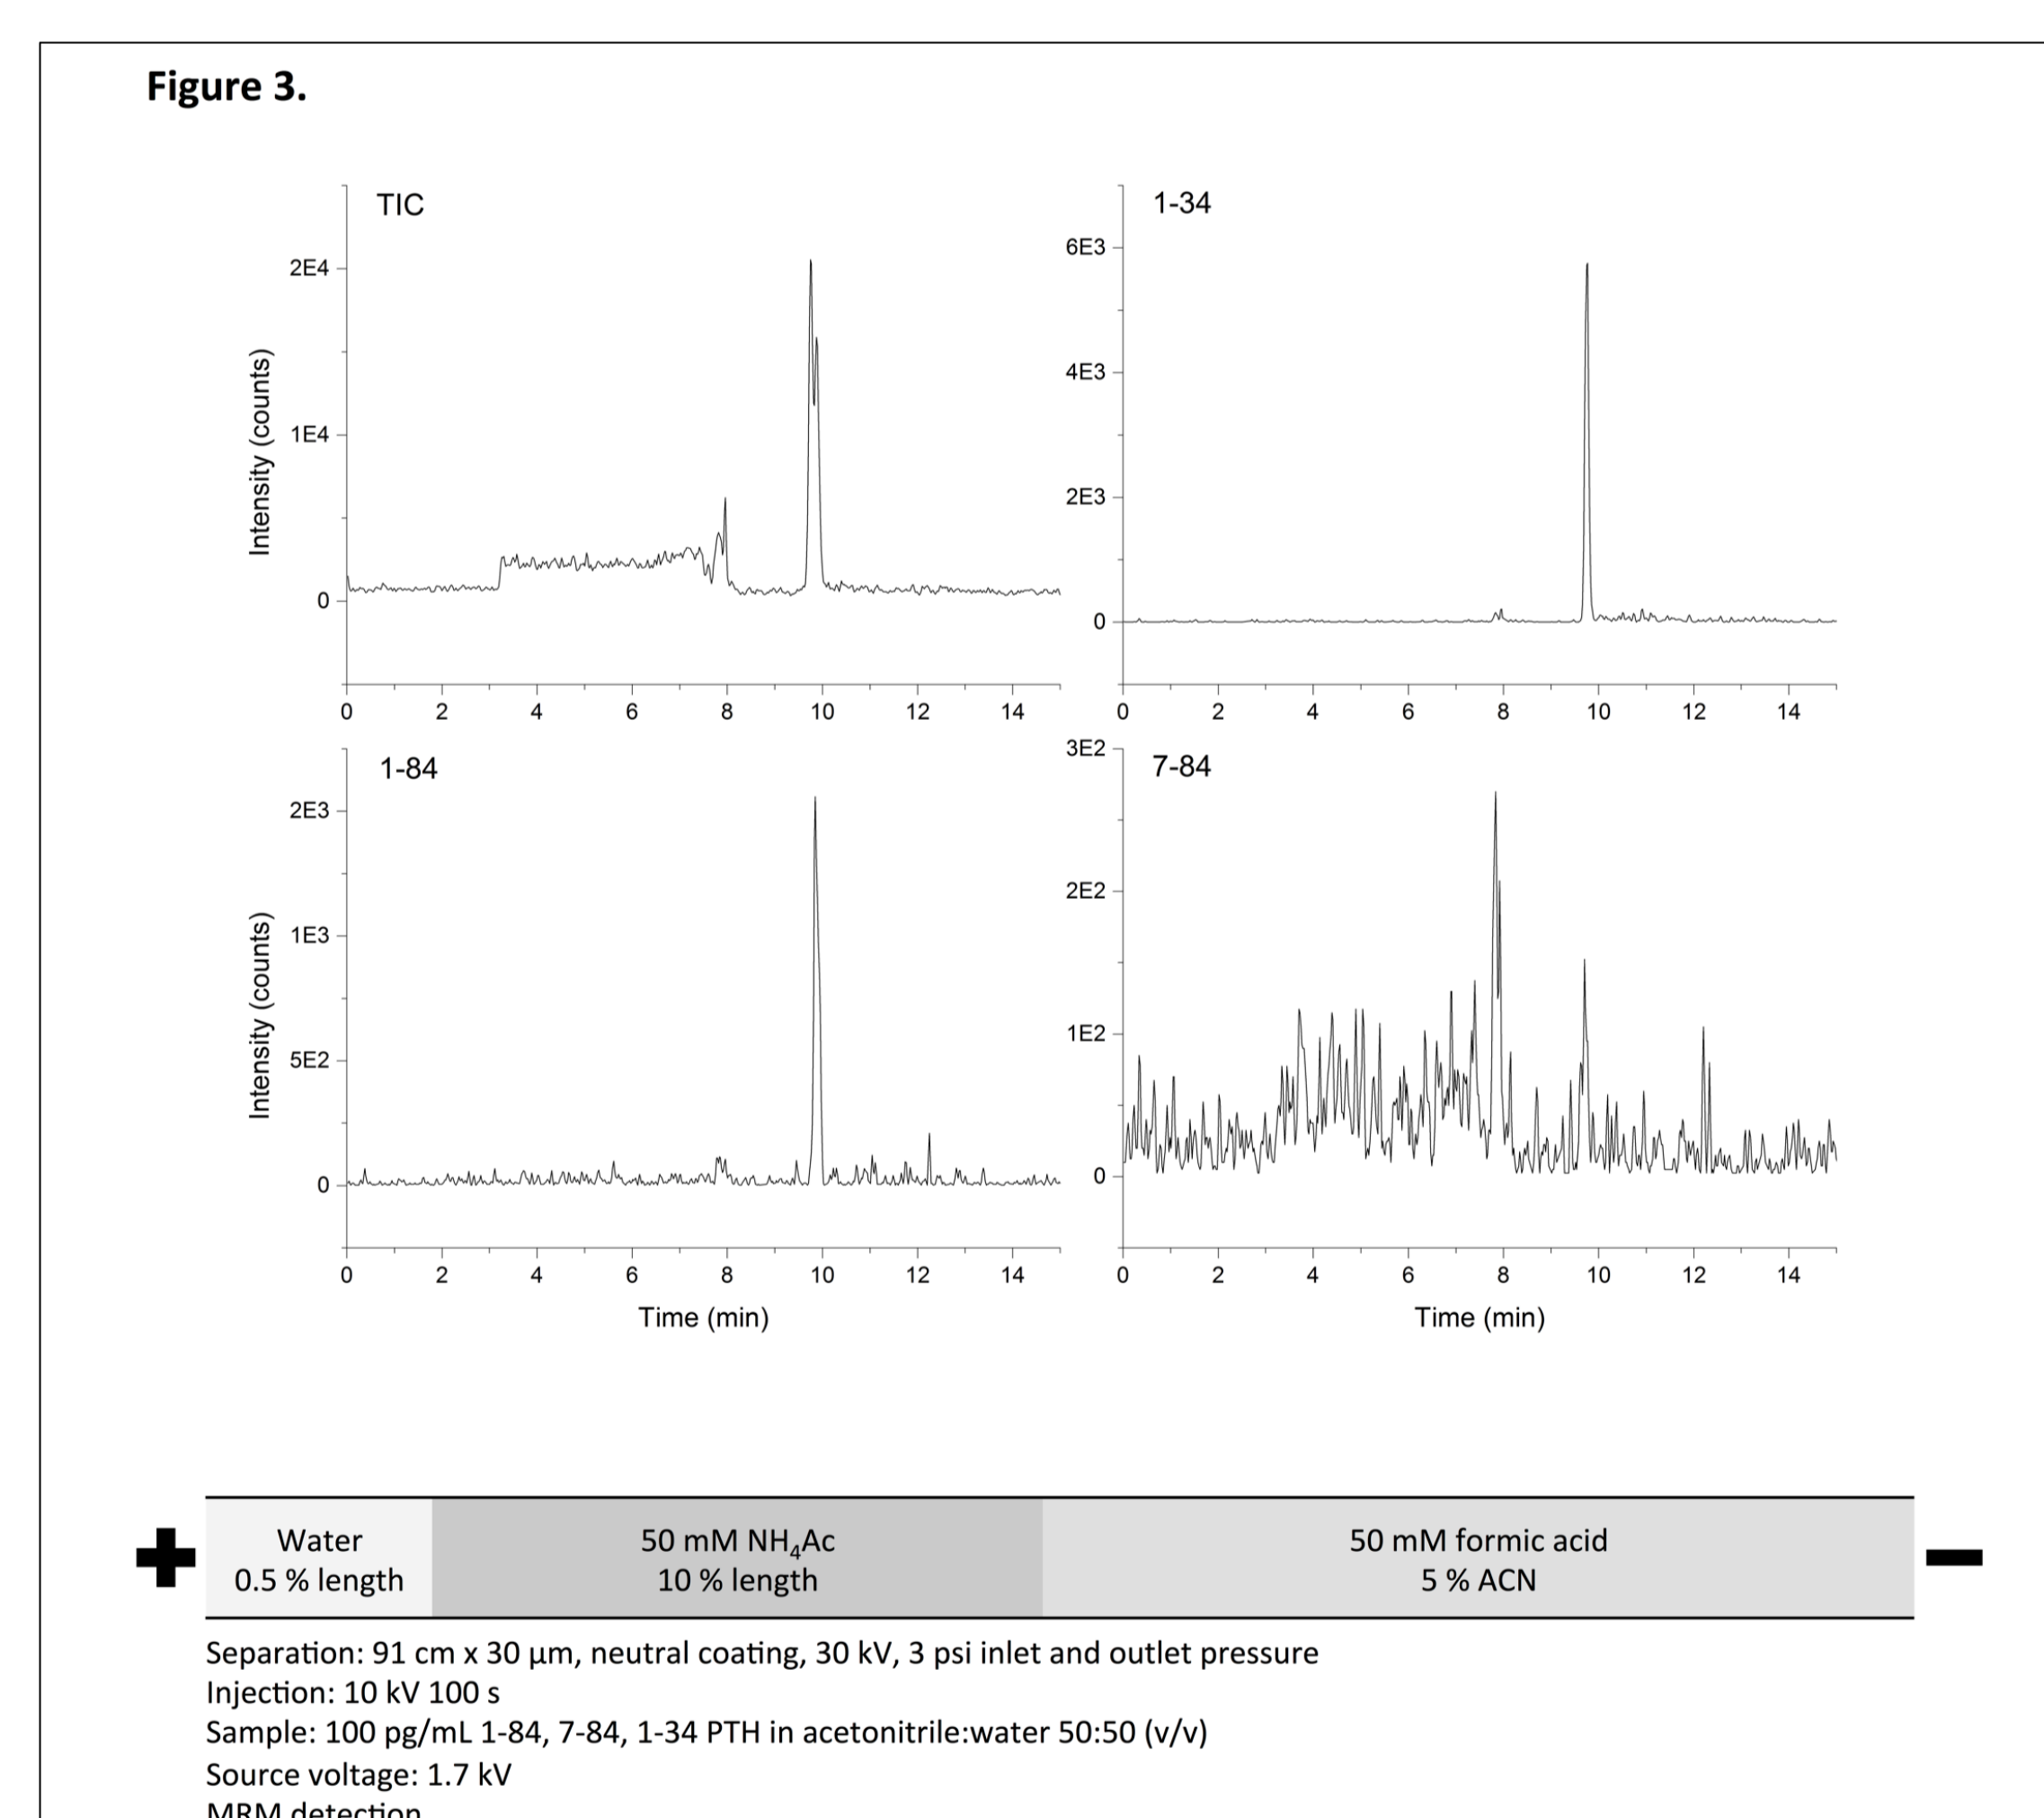 Figure 3.
TIC
Intensity (counts)
2E4
1E4
0
0 2 4 6 8 10 12 14
1-34
6E3
4E3
2E3
0
0 2 4 6 8 10 12 14
1-84
Intensity (counts)
2E3
1E3
5E2
0
0 2 4 6 8 10 12 14
Time (min)
7-84
3E2
2E2
1E2
0
0 2 4 6 8 10 12 14
Time (min)
Water
0.5 % length
50 mM NH₄Ac
10 % length
50 mM formic acid
5 % ACN
Separation: 91 cm x 30 µm, neutral coating, 30 kV, 3 psi inlet and outlet pressure
Injection: 10 kV 100 s
Sample: 100 pg/mL 1-84, 7-84, 1-34 PTH in acetonitrile:water 50:50 (v/v)
Source voltage: 1.7 kV
MRM detection